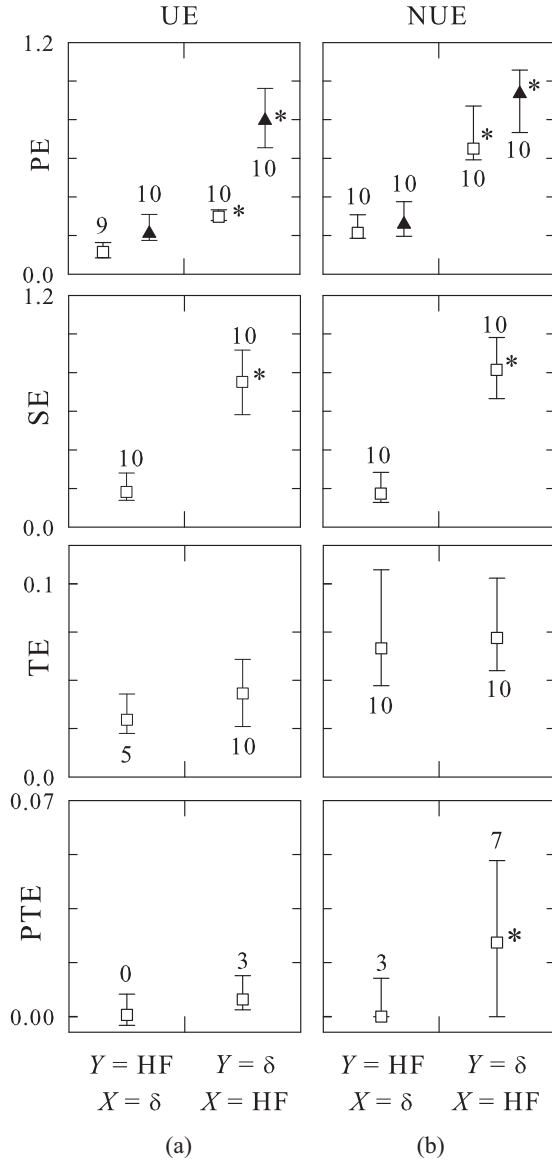 UE NUE
1.2
PE
9 10 10 * 10 *
10 10 10 * 10 *
0.0
1.2
SE
10 10 *
10 10 *
0.0
0.1
TE
5 10
10 10
0.0
0.07
PTE
0 3
3 7 *
0.00
Y = HF Y = δ Y = HF Y = δ
X = δ X = HF X = δ X = HF
(a) (b)